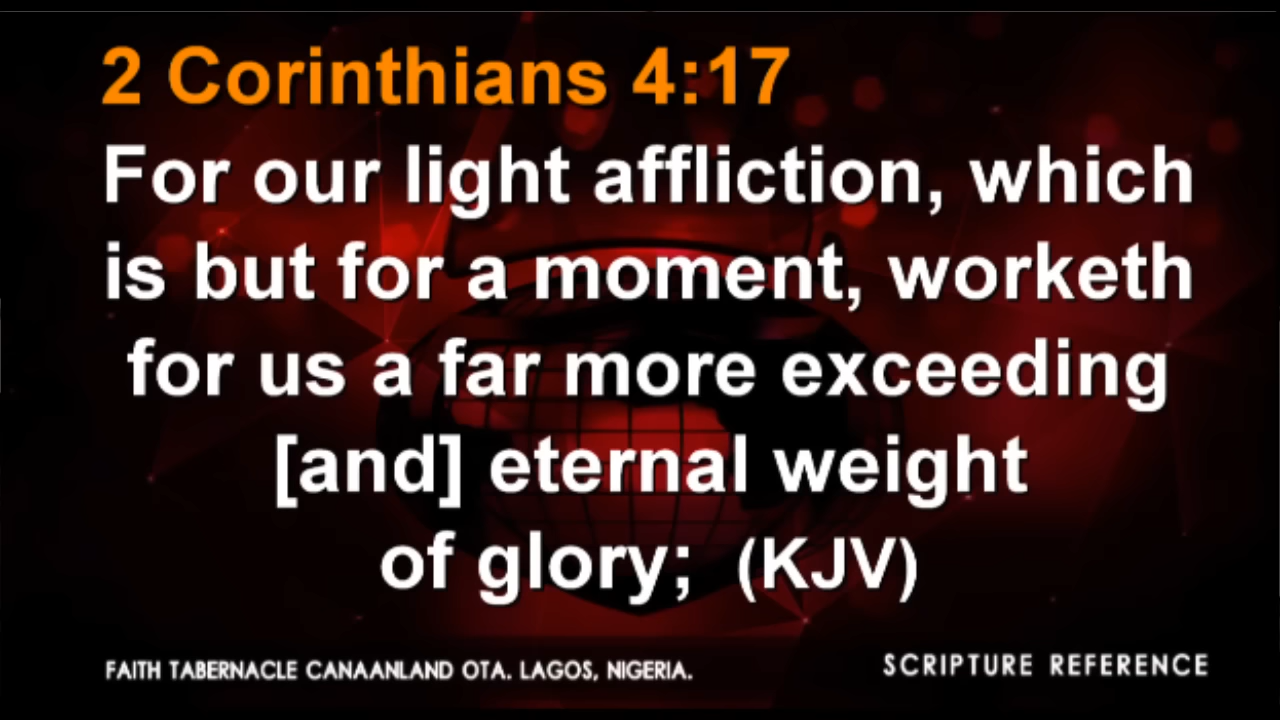 2 Corinthians 4:17
For our light affliction, which
is but for a moment, worketh
for us a far more exceeding
[and] eternal weight
of glory;  (KJV)
FAITH TABERNACLE CANAANLAND OTA. LAGOS, NIGERIA.
SCRIPTURE REFERENCE